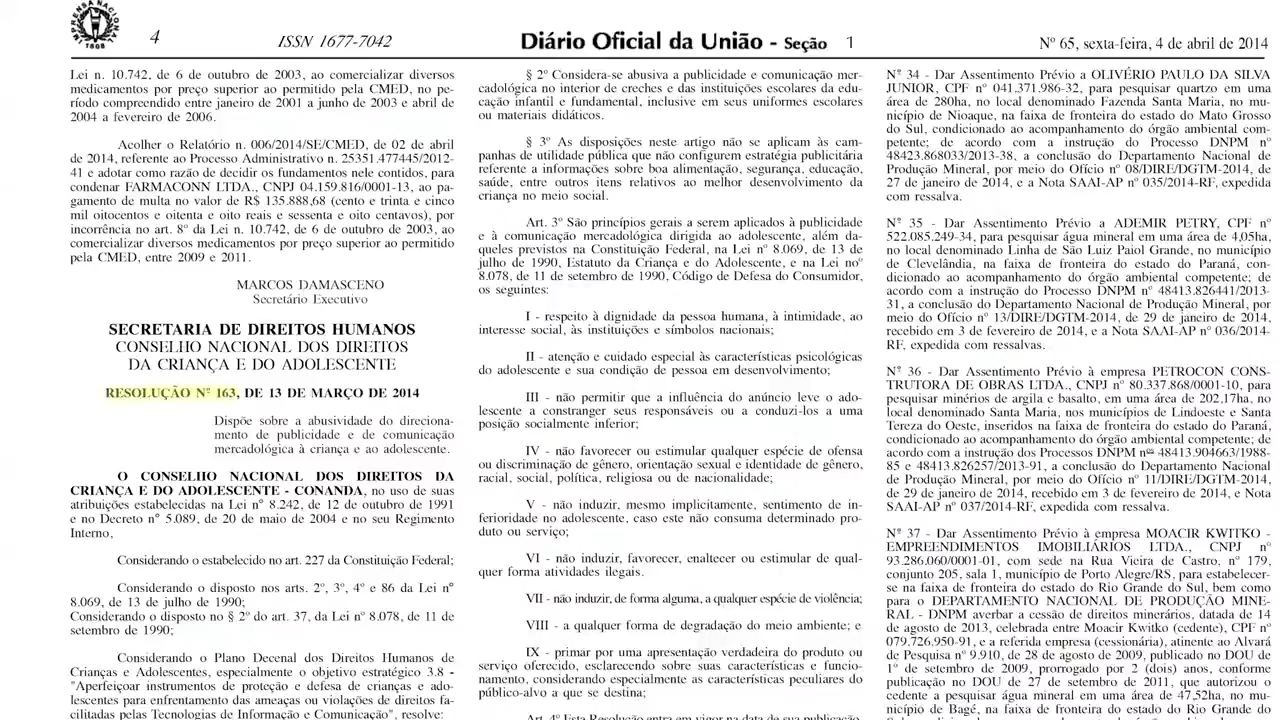 IMPRENSA NACIONAL
1808
4
ISSN 1677-7042
Diário Oficial da União - Seção 1
Nº 65, sexta-feira, 4 de abril de 2014
Lei n. 10.742, de 6 de outubro de 2003, ao comercializar diversos
medicamentos por preço superior ao permitido pela CMED, no pe-
ríodo compreendido entre janeiro de 2001 a junho de 2003 e abril de
2004 a fevereiro de 2006.
Acolher o Relatório n. 006/2014/SE/CMED, de 02 de abril
de 2014, referente ao Processo Administrativo n. 25351.477445/2012-
41 e adotar como razão de decidir os fundamentos nele contidos, para
condenar FARMACONN LTDA., CNPJ 04.159.816/0001-13, ao pa-
gamento de multa no valor de R$ 135.888,68 (cento e trinta e cinco
mil oitocentos e oitenta e oito reais e sessenta e oito centavos), por
incorrência no art. 8º da Lei n. 10.742, de 6 de outubro de 2003, ao
comercializar diversos medicamentos por preço superior ao permitido
pela CMED, entre 2009 e 2011.
MARCOS DAMASCENO
Secretário Executivo
SECRETARIA DE DIREITOS HUMANOS
CONSELHO NACIONAL DOS DIREITOS
DA CRIANÇA E DO ADOLESCENTE
RESOLUÇÃO Nº 163, DE 13 DE MARÇO DE 2014
Dispõe sobre a abusividade do direciona-
mento de publicidade e de comunicação
mercadológica à criança e ao adolescente.
O CONSELHO NACIONAL DOS DIREITOS DA
CRIANÇA E DO ADOLESCENTE - CONANDA, no uso de suas
atribuições estabelecidas na Lei nº 8.242, de 12 de outubro de 1991
e no Decreto n° 5.089, de 20 de maio de 2004 e no seu Regimento
Interno,
Considerando o estabelecido no art. 227 da Constituição Federal;
Considerando o disposto nos arts. 2º, 3º, 4º e 86 da Lei n°
8.069, de 13 de julho de 1990;
Considerando o disposto no § 2º do art. 37, da Lei nº 8.078, de 11 de
setembro de 1990;
Considerando o Plano Decenal dos Direitos Humanos de
Crianças e Adolescentes, especialmente o objetivo estratégico 3.8 -
"Aperfeiçoar instrumentos de proteção e defesa de crianças e ado-
lescentes para enfrentamento das ameaças ou violações de direitos fa-
cilitadas pelas Tecnologias de Informação e Comunicação", resolve:
§ 2º Considera-se abusiva a publicidade e comunicação mer-
cadológica no interior de creches e das instituições escolares da edu-
cação infantil e fundamental, inclusive em seus uniformes escolares
ou materiais didáticos.
§ 3º As disposições neste artigo não se aplicam às cam-
panhas de utilidade pública que não configurem estratégia publicitária
referente a informações sobre boa alimentação, segurança, educação,
saúde, entre outros itens relativos ao melhor desenvolvimento da
criança no meio social.
Art. 3º São princípios gerais a serem aplicados à publicidade
e à comunicação mercadológica dirigida ao adolescente, além da-
queles previstos na Constituição Federal, na Lei nº 8.069, de 13 de
julho de 1990, Estatuto da Criança e do Adolescente, e na Lei noº
8.078, de 11 de setembro de 1990, Código de Defesa do Consumidor,
os seguintes:
I - respeito à dignidade da pessoa humana, à intimidade, ao
interesse social, às instituições e símbolos nacionais;
II - atenção e cuidado especial às características psicológicas
do adolescente e sua condição de pessoa em desenvolvimento;
III - não permitir que a influência do anúncio leve o ado-
lescente a constranger seus responsáveis ou a conduzi-los a uma
posição socialmente inferior;
IV - não favorecer ou estimular qualquer espécie de ofensa
ou discriminação de gênero, orientação sexual e identidade de gênero,
racial, social, política, religiosa ou de nacionalidade;
V - não induzir, mesmo implicitamente, sentimento de in-
ferioridade no adolescente, caso este não consuma determinado pro-
duto ou serviço;
VI - não induzir, favorecer, enaltecer ou estimular de qual-
quer forma atividades ilegais.
VII - não induzir, de forma alguma, a qualquer espécie de violência;
VIII - a qualquer forma de degradação do meio ambiente; e
IX - primar por uma apresentação verdadeira do produto ou
serviço oferecido, esclarecendo sobre suas características e funcio-
namento, considerando especialmente as características peculiares do
público-alvo a que se destina;
Art. 4º Esta Resolução entra em vigor na data de sua publicação.
Nº 34 - Dar Assentimento Prévio a OLIVÉRIO PAULO DA SILVA
JUNIOR, CPF nº 041.371.986-32, para pesquisar quartzo em uma
área de 280ha, no local denominado Fazenda Santa Maria, no mu-
nicípio de Nioaque, na faixa de fronteira do estado do Mato Grosso
do Sul, condicionado ao acompanhamento do órgão ambiental com-
petente; de acordo com a instrução do Processo DNPM nº
48423.868033/2013-38, a conclusão do Departamento Nacional de
Produção Mineral, por meio do Ofício nº 08/DIRE/DGTM-2014, de
27 de janeiro de 2014, e a Nota SAAI-AP nº 035/2014-RF, expedida
com ressalva.
Nº 35 - Dar Assentimento Prévio a ADEMIR PETRY, CPF nº
522.085.249-34, para pesquisar água mineral em uma área de 4,05ha,
no local denominado Linha de São Luiz Paiol Grande, no município
de Clevelândia, na faixa de fronteira do estado do Paraná, con-
dicionado ao acompanhamento do órgão ambiental competente; de
acordo com a instrução do Processo DNPM nº 48413.826441/2013-
31, a conclusão do Departamento Nacional de Produção Mineral, por
meio do Ofício nº 13/DIRE/DGTM-2014, de 29 de janeiro de 2014,
recebido em 3 de fevereiro de 2014, e a Nota SAAI-AP nº 036/2014-
RF, expedida com ressalvas.
Nº 36 - Dar Assentimento Prévio à empresa PETROCON CONS-
TRUTORA DE OBRAS LTDA., CNPJ nº 80.337.868/0001-10, para
pesquisar minérios de argila e basalto, em uma área de 202,17ha, no
local denominado Santa Maria, nos municípios de Lindoeste e Santa
Tereza do Oeste, inseridos na faixa de fronteira do estado do Paraná,
condicionado ao acompanhamento do órgão ambiental competente; de
acordo com a instrução dos Processos DNPM nos 48413.904663/1988-
85 e 48413.826257/2013-91, a conclusão do Departamento Nacional
de Produção Mineral, por meio do Ofício nº 11/DIRE/DGTM-2014,
de 29 de janeiro de 2014, recebido em 3 de fevereiro de 2014, e Nota
SAAI-AP nº 037/2014-RF, expedida com ressalva.
Nº 37 - Dar Assentimento Prévio à empresa MOACIR KWITKO -
EMPREENDIMENTOS IMOBILIÁRIOS LTDA., CNPJ nº
93.286.060/0001-01, com sede na Rua Vieira de Castro, nº 179,
conjunto 205, sala 1, município de Porto Alegre/RS, para estabelecer-
se na faixa de fronteira do estado do Rio Grande do Sul, bem como
para o DEPARTAMENTO NACIONAL DE PRODUÇÃO MINE-
RAL - DNPM averbar a cessão de direitos minerários, datada de 14
de agosto de 2013, celebrada entre Moacir Kwitko (cedente), CPF nº
079.726.950-91, e a referida empresa (cessionária), atinente ao Alvará
de Pesquisa nº 9.910, de 28 de agosto de 2009, publicado no DOU de
1º de setembro de 2009, prorrogado por 2 (dois) anos, conforme
publicação no DOU de 27 de setembro de 2011, que autorizou o
cedente a pesquisar água mineral em uma área de 47,52ha, no mu-
nicípio de Bagé, na faixa de fronteira do estado do Rio Grande do